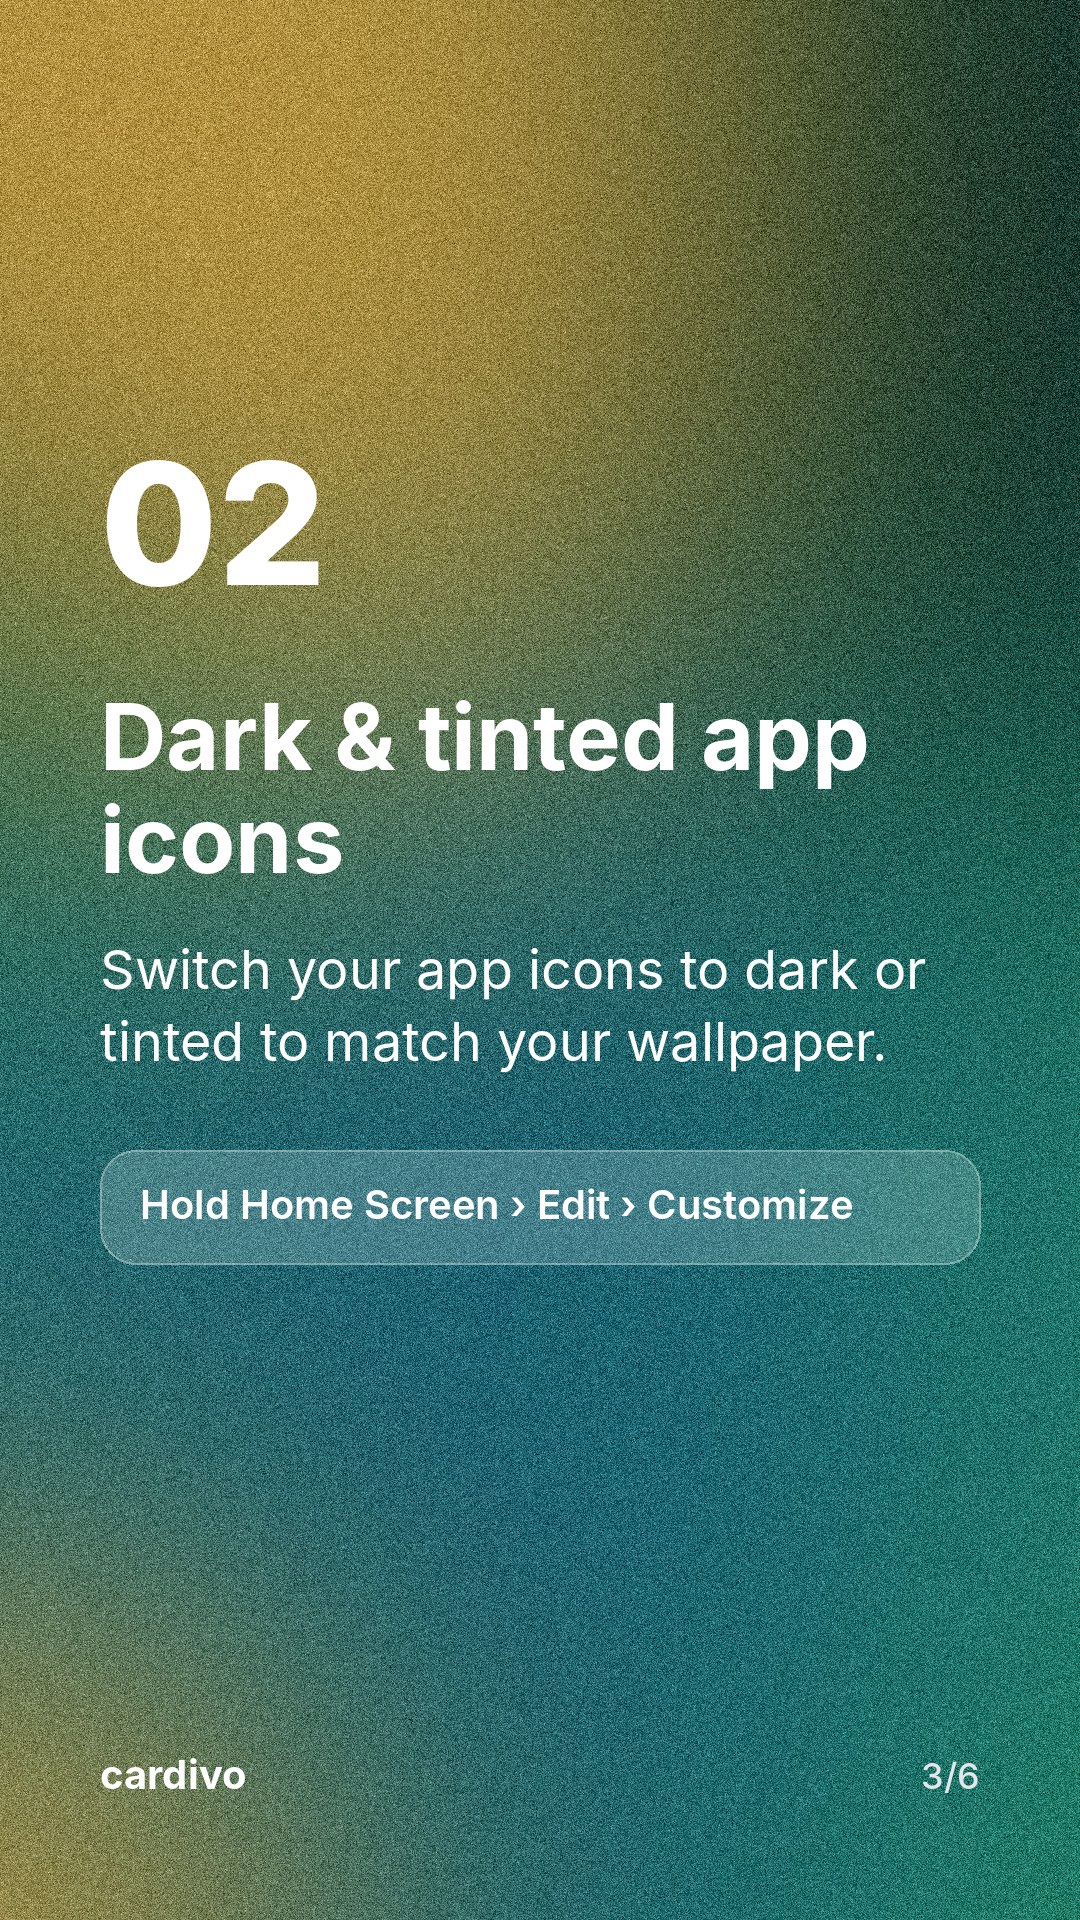 02
Dark & tinted app
icons
Switch your app icons to dark or
tinted to match your wallpaper.
Hold Home Screen › Edit › Customize
cardivo
3/6